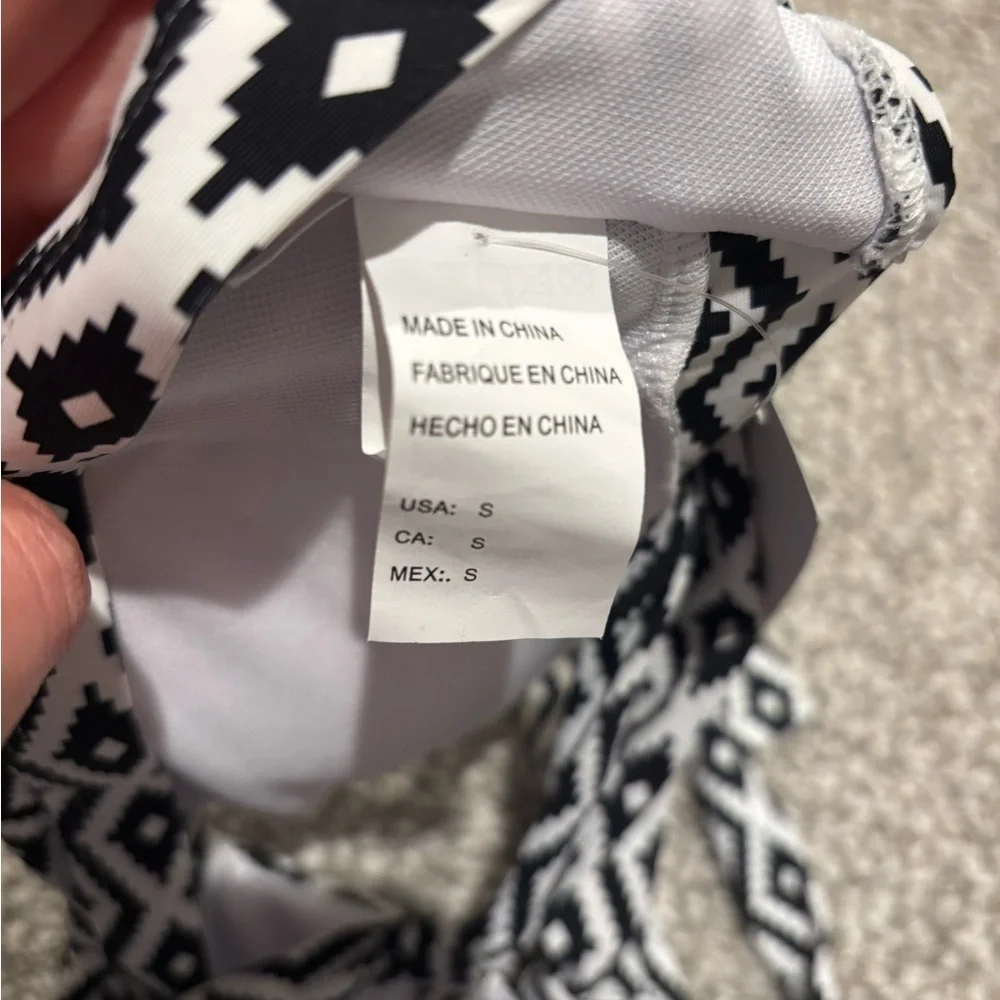 MADE IN CHINA
FABRIQUE EN CHINA
HECHO EN CHINA
USA: S
CA: S
MEX:. S